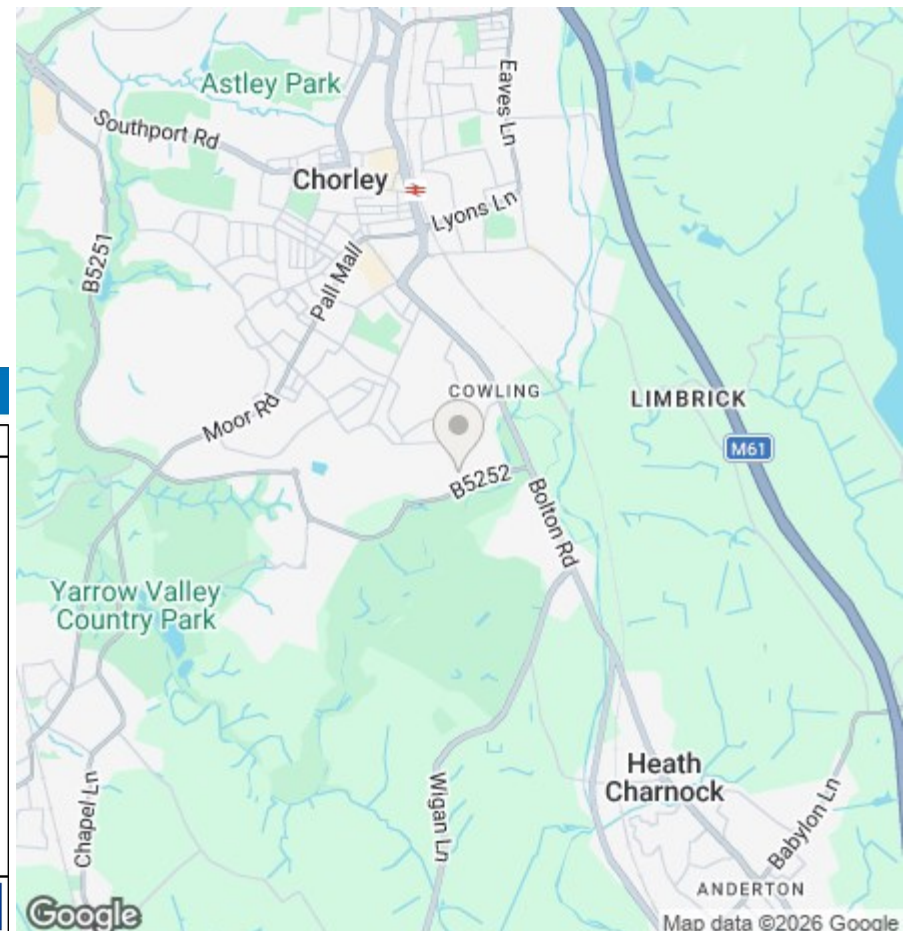 Astley Park
Eaves Ln
Southport Rd
Chorley
Lyons Ln
B5251
Pall Mall
COWLING
LIMBRICK
Moor Rd
M61
B5252
Bolton Rd
Yarrow Valley
Country Park
Heath
Charnock
Wigan Ln
Chapel Ln
Babylon Ln
ANDERTON
Google
Map data ©2026 Google